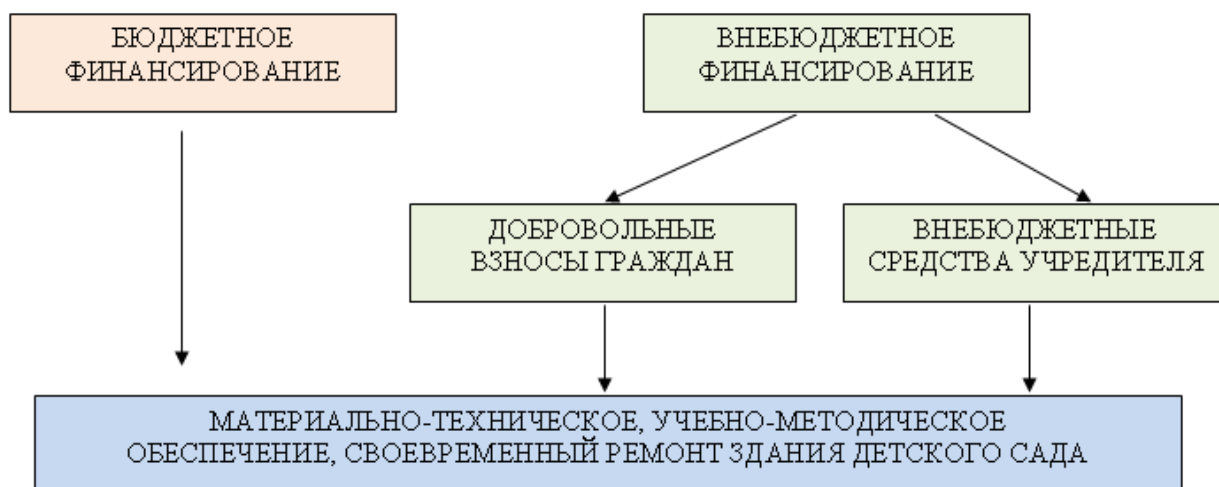 БЮДЖЕТНОЕ
ФИНАНСИРОВАНИЕ
ВНЕБЮДЖЕТНОЕ
ФИНАНСИРОВАНИЕ
ДОБРОВОЛЬНЫЕ
ВЗНОСЫ ГРАЖДАН
ВНЕБЮДЖЕТНЫЕ
СРЕДСТВА УЧРЕДИТЕЛЯ
МАТЕРИАЛЬНО-ТЕХНИЧЕСКОЕ, УЧЕБНО-МЕТОДИЧЕСКОЕ
ОБЕСПЕЧЕНИЕ, СВОЕВРЕМЕННЫЙ РЕМОНТ ЗДАНИЯ ДЕТСКОГО САДА